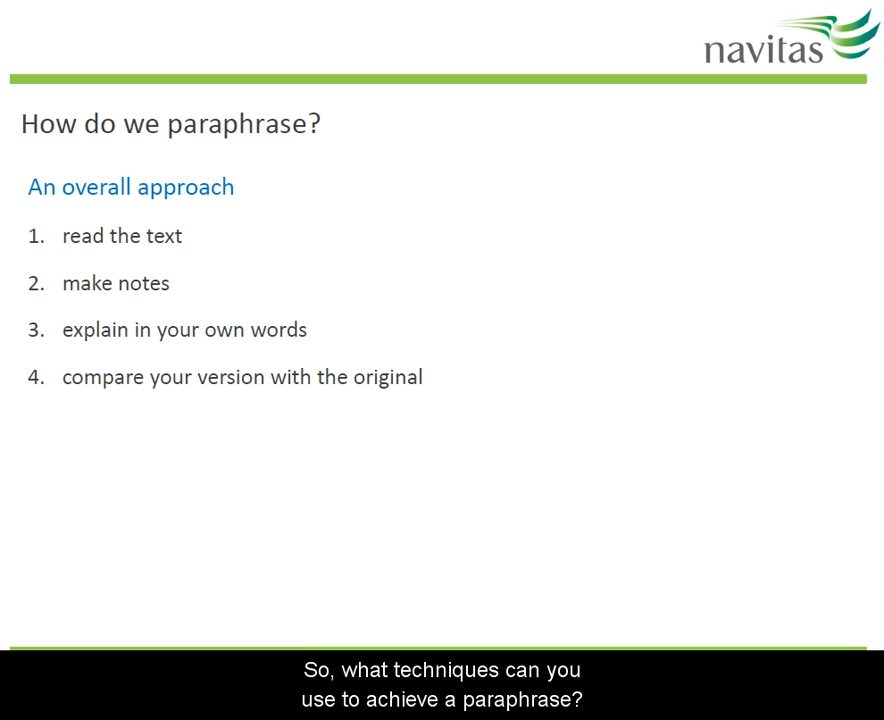 navitas
How do we paraphrase?
An overall approach
1. read the text
2. make notes
3. explain in your own words
4. compare your version with the original
So, what techniques can you
use to achieve a paraphrase?